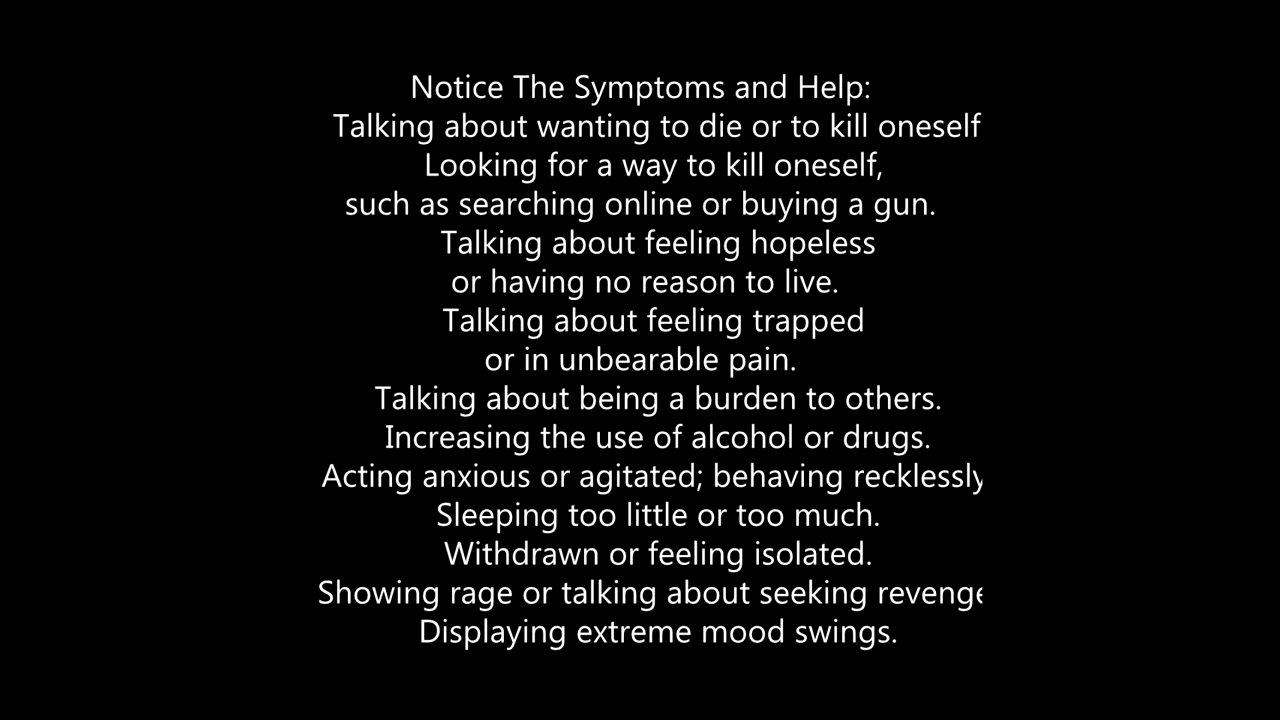 Notice The Symptoms and Help:
Talking about wanting to die or to kill oneself
Looking for a way to kill oneself,
such as searching online or buying a gun.
Talking about feeling hopeless
or having no reason to live.
Talking about feeling trapped
or in unbearable pain.
Talking about being a burden to others.
Increasing the use of alcohol or drugs.
Acting anxious or agitated; behaving recklessly
Sleeping too little or too much.
Withdrawn or feeling isolated.
Showing rage or talking about seeking revenge
Displaying extreme mood swings.